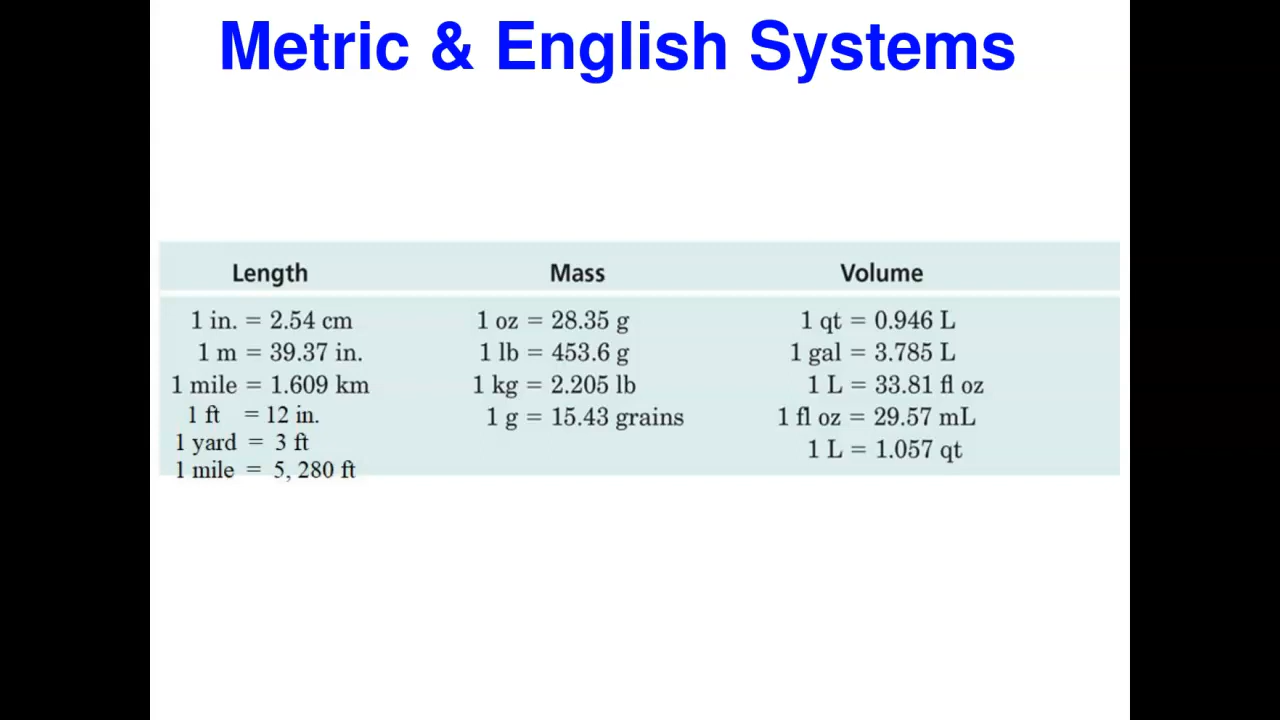 Metric & English Systems
Length Mass Volume
1 in. = 2.54 cm 1 oz = 28.35 g 1 qt = 0.946 L
1 m = 39.37 in. 1 lb = 453.6 g 1 gal = 3.785 L
1 mile = 1.609 km 1 kg = 2.205 lb 1 L = 33.81 fl oz
1 ft = 12 in. 1 g = 15.43 grains 1 fl oz = 29.57 mL
1 yard = 3 ft 1 L = 1.057 qt
1 mile = 5, 280 ft